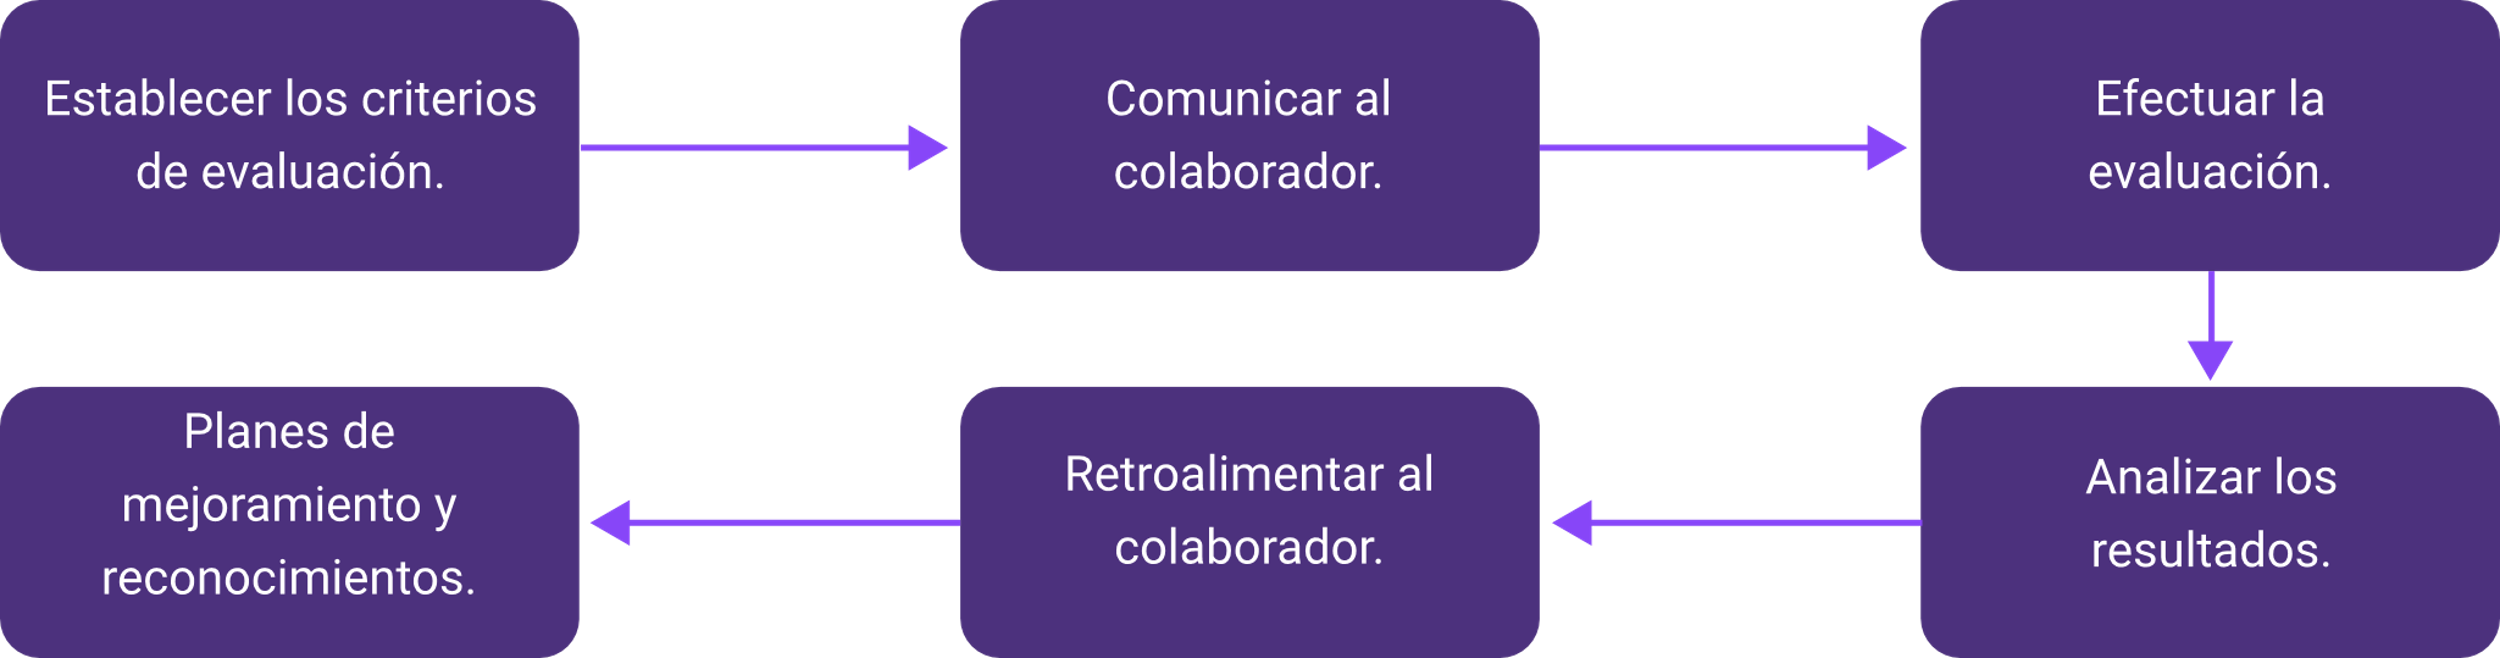 Establecer los criterios
de evaluación.
Comunicar al
colaborador.
Efectuar la
evaluación.
Analizar los
resultados.
Retroalimentar al
colaborador.
Planes de
mejoramiento y
reconocimientos.